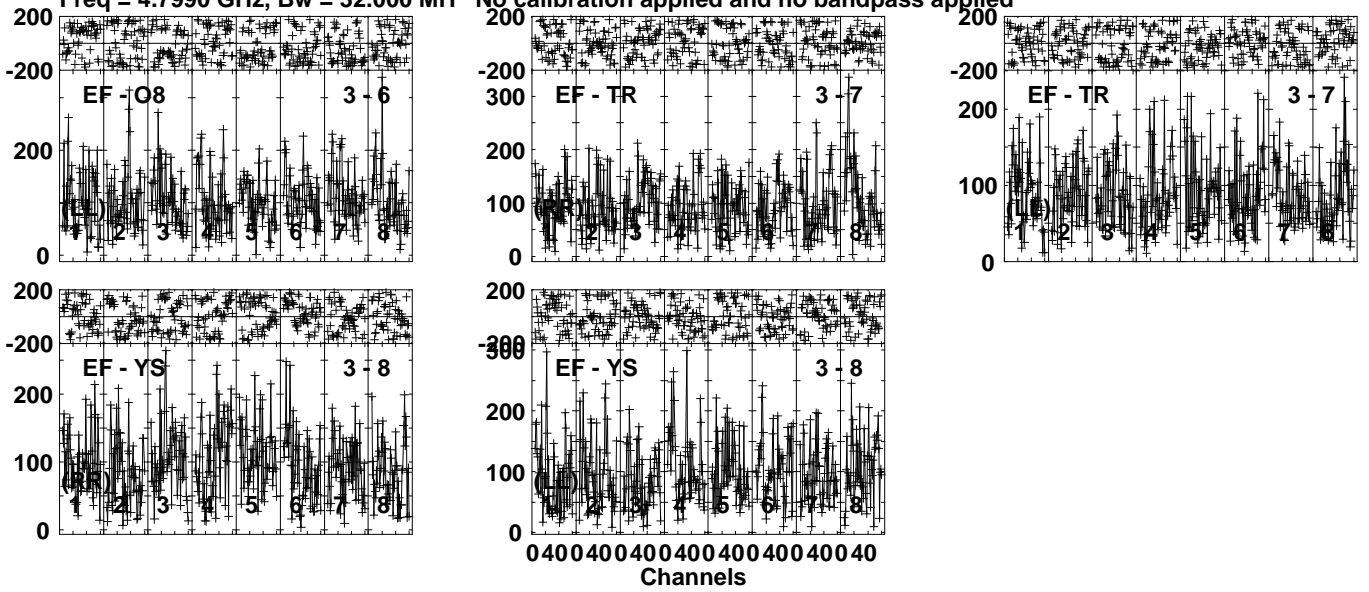 Freq = 4.7990 GHz, Bw = 32.000 MH No calibration applied and no bandpass applied
200 200 200
-200 -200 -200
EF - O8 3 - 6 300 EF - TR 3 - 7 EF - TR 3 - 7
200 200 200
100 100 100
(LL) (RR) (LL)
1 2 3 4 5 6 7 8 1 2 3 4 5 6 7 8 1 2 3 4 5 6 7 8
0 0 0
200 200
-200 -200
300
EF - YS 3 - 8 EF - YS 3 - 8
200 200
100 100
(RR) (LL)
1 2 3 4 5 6 7 8 1 2 3 4 5 6 7 8
0 0
0 40 0 40 0 40 0 40 0 40 0 40 0 40 0 40
Channels